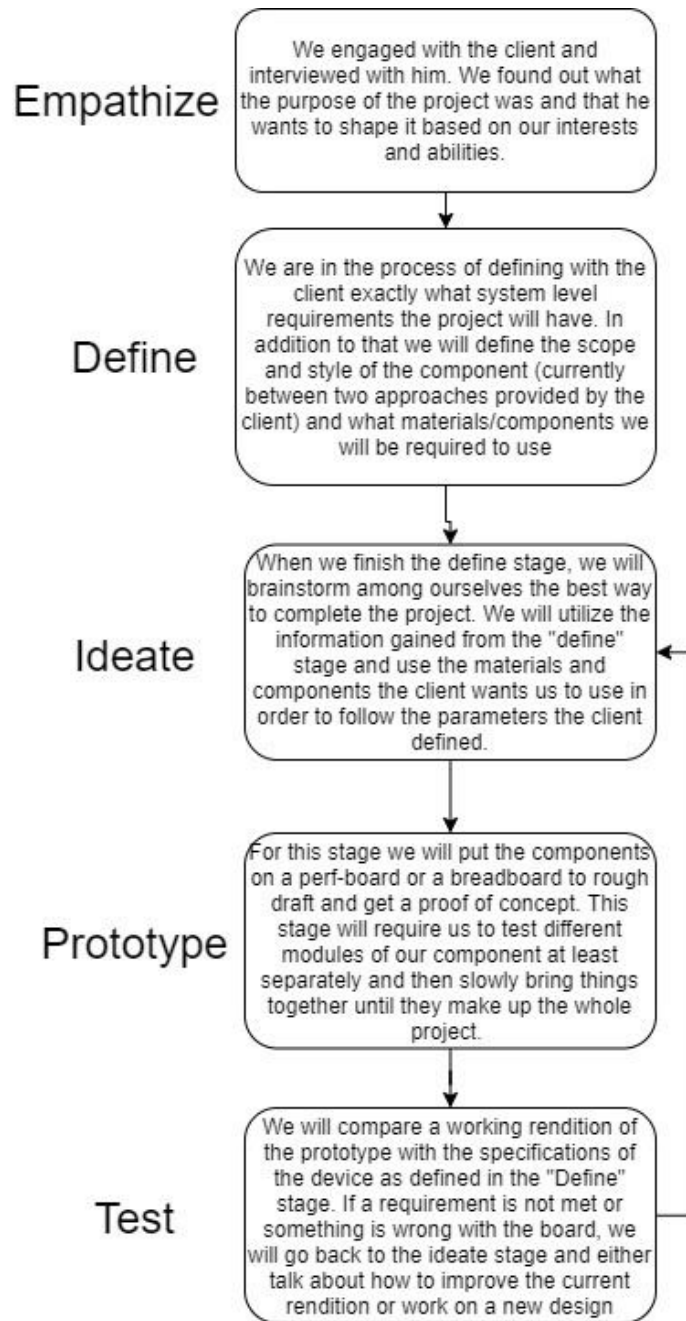 Empathize
We engaged with the client and
interviewed with him. We found out what
the purpose of the project was and that he
wants to shape it based on our interests
and abilities.
Define
We are in the process of defining with the
client exactly what system level
requirements the project will have. In
addition to that we will define the scope
and style of the component (currently
between two approaches provided by the
client) and what materials/components we
will be required to use
Ideate
When we finish the define stage, we will
brainstorm among ourselves the best way
to complete the project. We will utilize the
information gained from the "define"
stage and use the materials and
components the client wants us to use in
order to follow the parameters the client
defined.
Prototype
For this stage we will put the components
on a perf-board or a breadboard to rough
draft and get a proof of concept. This
stage will require us to test different
modules of our component at least
separately and then slowly bring things
together until they make up the whole
project.
Test
We will compare a working rendition of
the prototype with the specifications of
the device as defined in the "Define"
stage. If a requirement is not met or
something is wrong with the board, we
will go back to the ideate stage and either
talk about how to improve the current
rendition or work on a new design